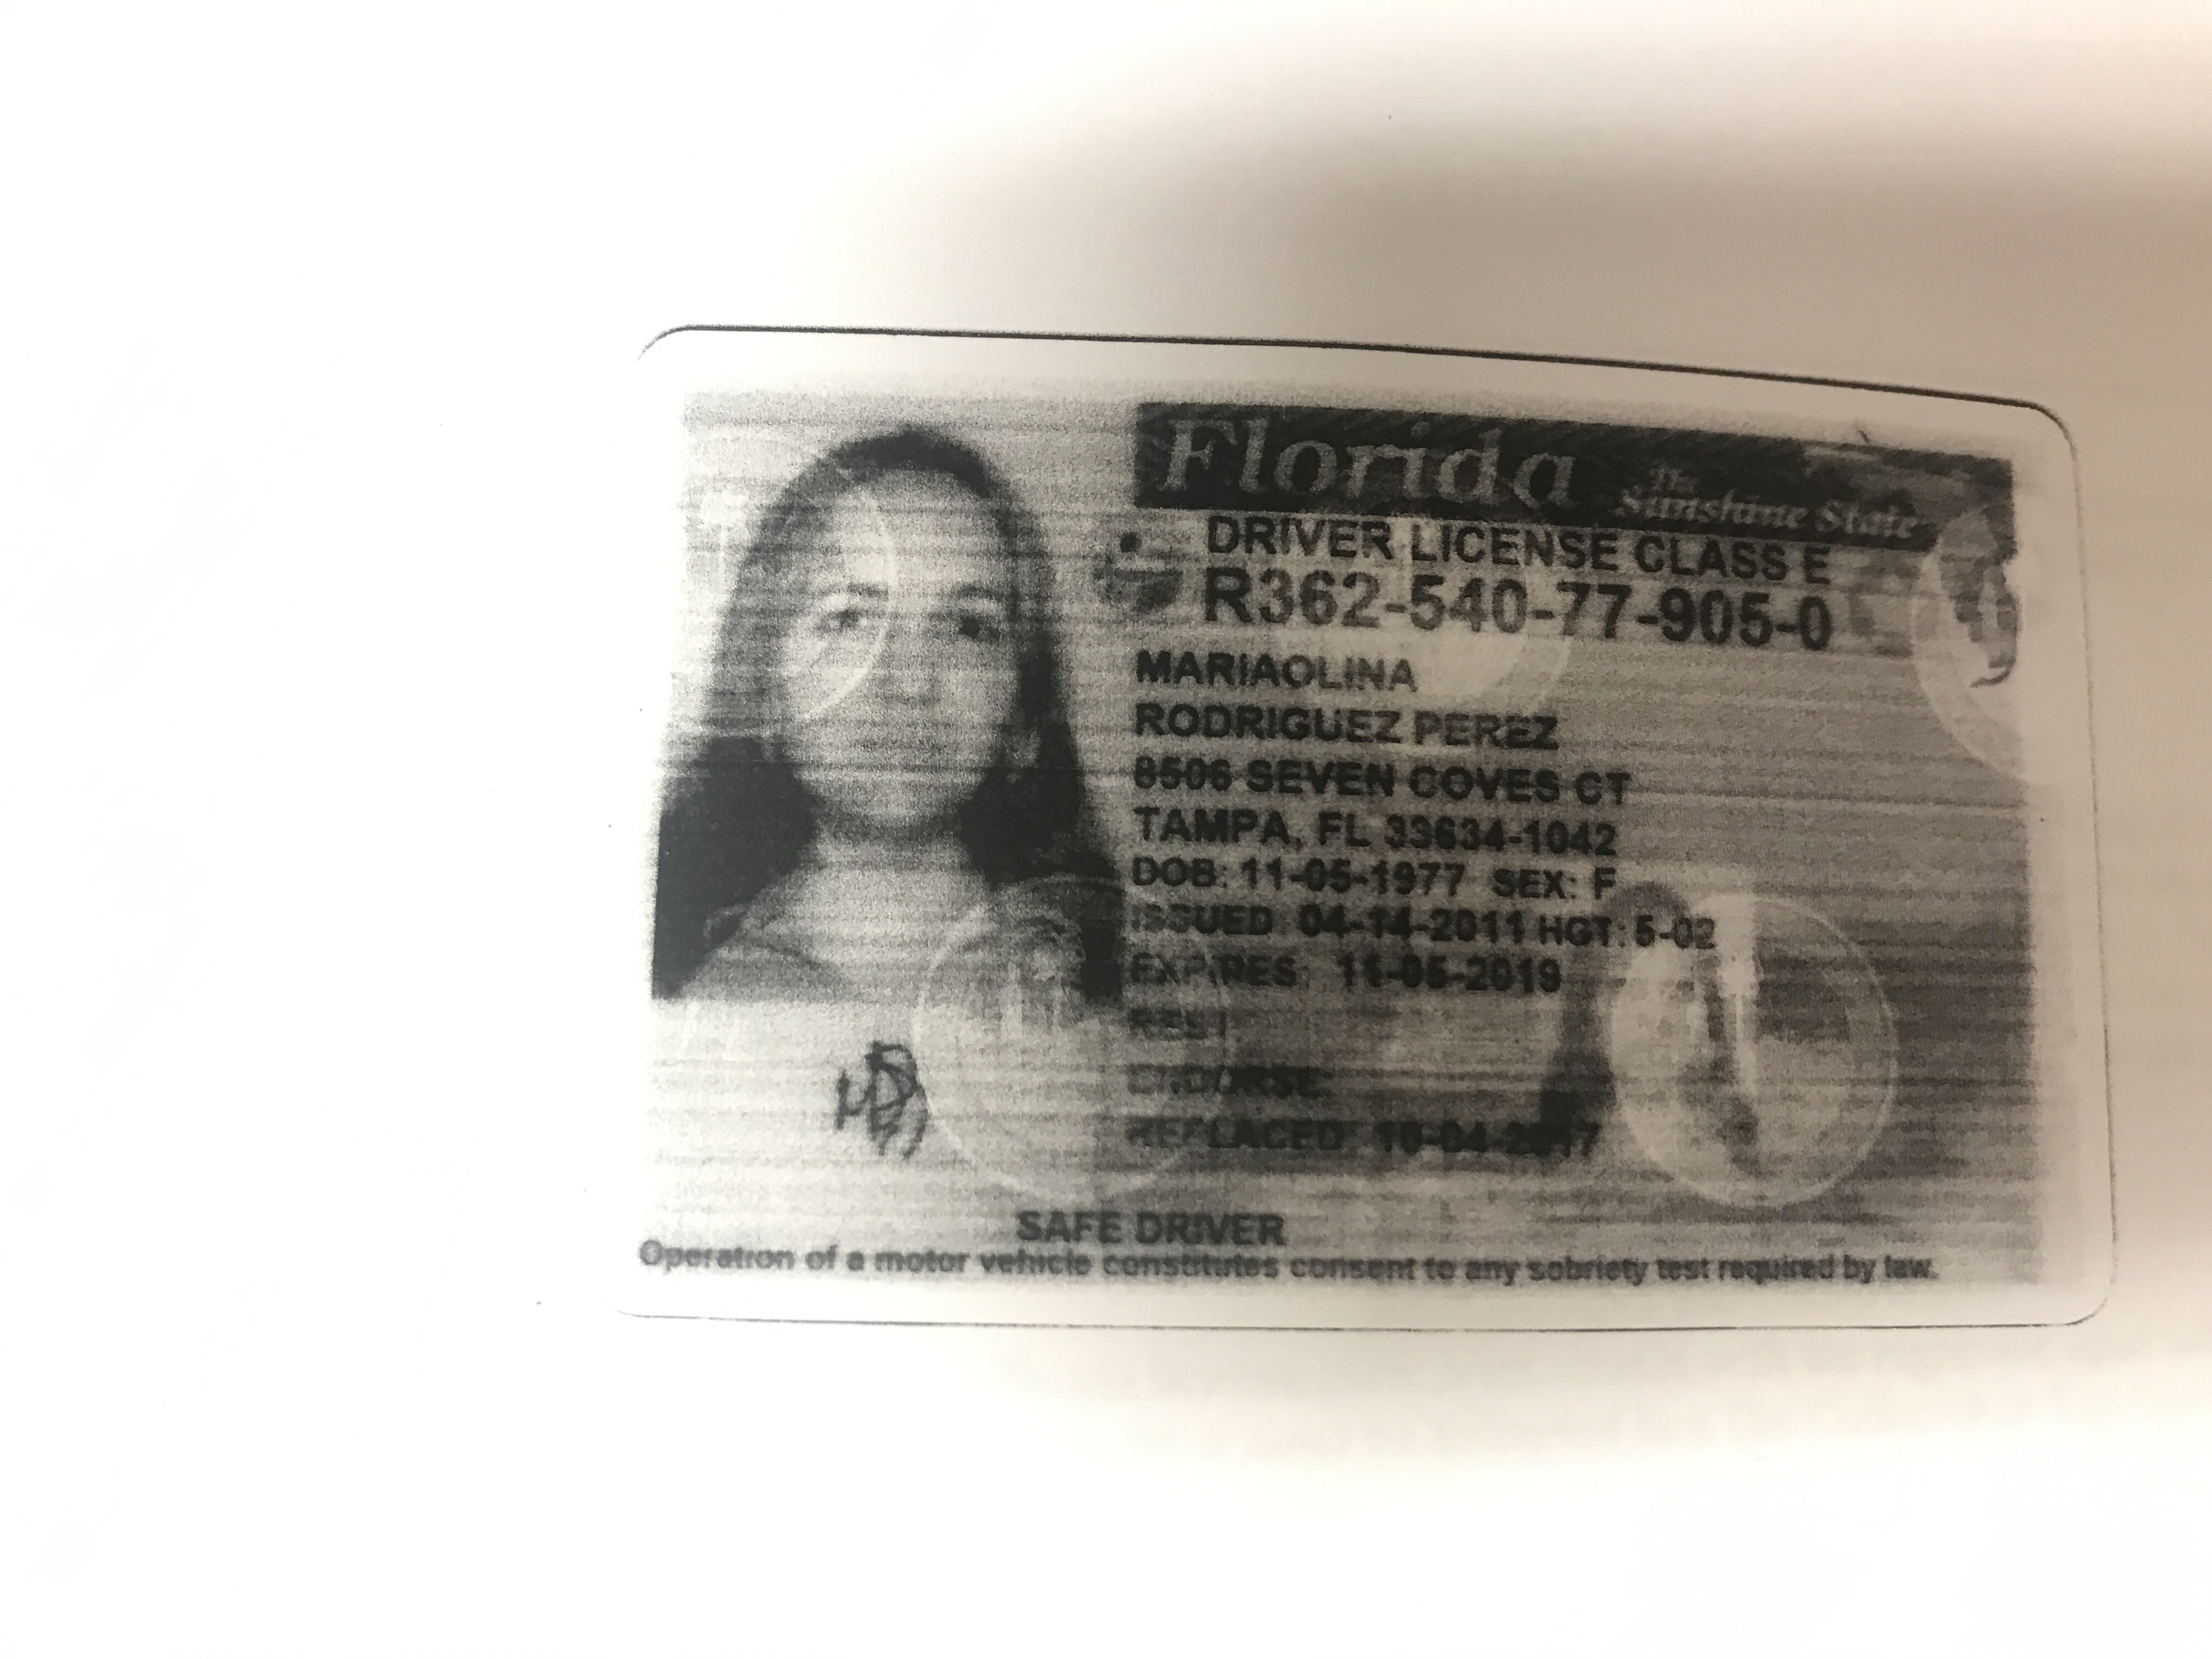 Florida the Sunshine State
DRIVER LICENSE CLASS E
R362-540-77-905-0
MARIAOLINA
RODRIGUEZ PEREZ
8506 SEVEN COVES CT
TAMPA, FL 33634-1042
DOB: 11-05-1977 SEX: F
ISSUED 04-14-2011 HGT: 5-02
EXPIRES: 11-05-2019
REST
ENDORSE
REPLACED
SAFE DRIVER
Operation of a motor vehicle constitutes consent to any sobriety test required by law.